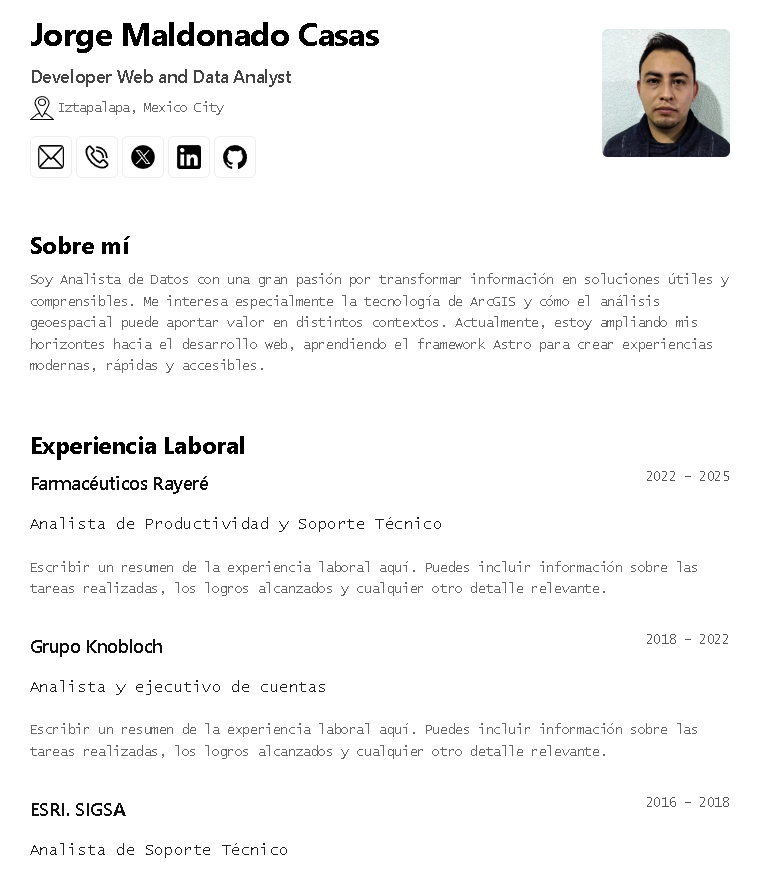 Jorge Maldonado Casas
Developer Web and Data Analyst
Iztapalapa, Mexico City
Sobre mí
Soy Analista de Datos con una gran pasión por transformar información en soluciones útiles y
comprensibles. Me interesa especialmente la tecnología de ArcGIS y cómo el análisis
geoespacial puede aportar valor en distintos contextos. Actualmente, estoy ampliando mis
horizontes hacia el desarrollo web, aprendiendo el framework Astro para crear experiencias
modernas, rápidas y accesibles.
Experiencia Laboral
Farmacéuticos Rayeré
2022 - 2025
Analista de Productividad y Soporte Técnico
Escribir un resumen de la experiencia laboral aquí. Puedes incluir información sobre las
tareas realizadas, los logros alcanzados y cualquier otro detalle relevante.
Grupo Knobloch
2018 - 2022
Analista y ejecutivo de cuentas
Escribir un resumen de la experiencia laboral aquí. Puedes incluir información sobre las
tareas realizadas, los logros alcanzados y cualquier otro detalle relevante.
ESRI. SIGSA
2016 - 2018
Analista de Soporte Técnico